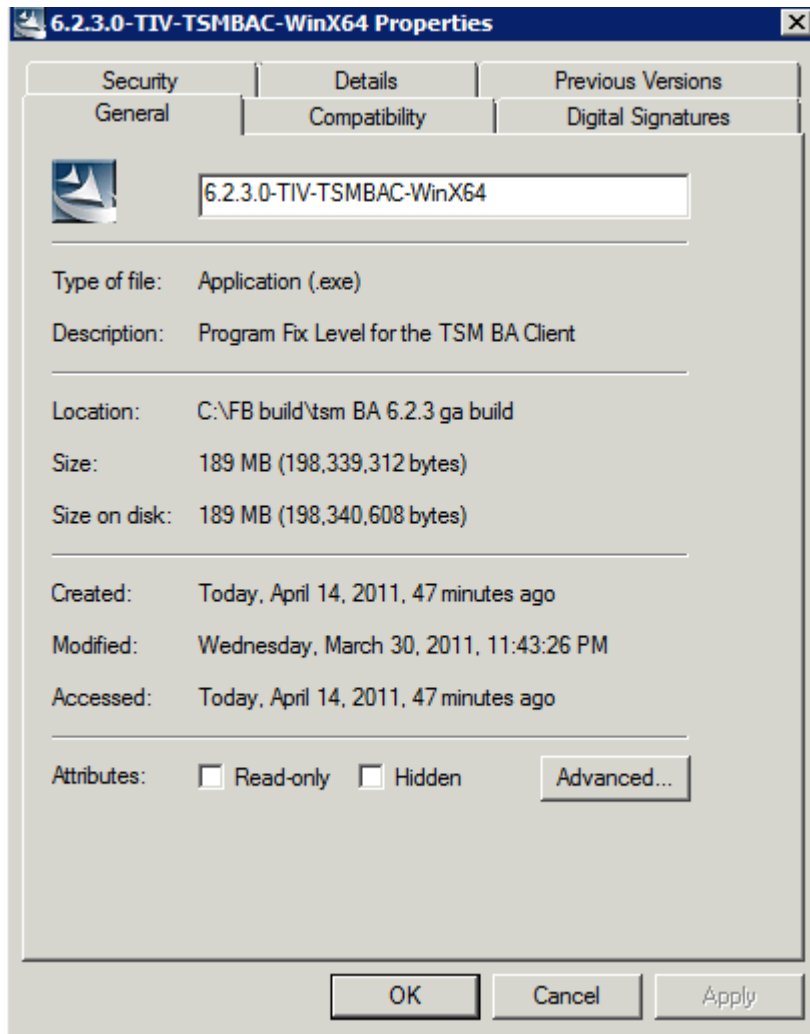 6.2.3.0-TIV-TSMBAC-WinX64 Properties
Security Details Previous Versions
General Compatibility Digital Signatures
6.2.3.0-TIV-TSMBAC-WinX64
Type of file: Application (.exe)
Description: Program Fix Level for the TSM BA Client
Location: C:\FB build\tsm BA 6.2.3 ga build
Size: 189 MB (198,339,312 bytes)
Size on disk: 189 MB (198,340,608 bytes)
Created: Today, April 14, 2011, 47 minutes ago
Modified: Wednesday, March 30, 2011, 11:43:26 PM
Accessed: Today, April 14, 2011, 47 minutes ago
Attributes: Read-only Hidden Advanced...
OK Cancel Apply